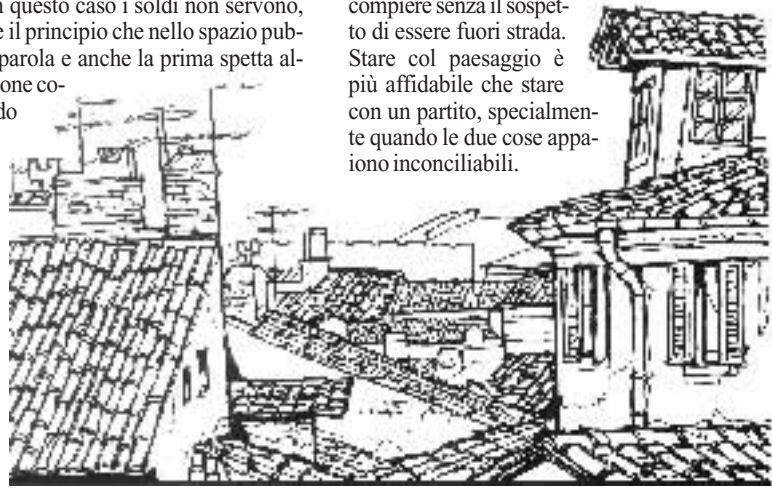 n questo caso i soldi non servono,
e il principio che nello spazio pub-
parola e anche la prima spetta al-
one co-
do
compiere senza il sospet-
to di essere fuori strada.
Stare col paesaggio è
più affidabile che stare
con un partito, specialmen-
te quando le due cose appa-
iono inconciliabili.